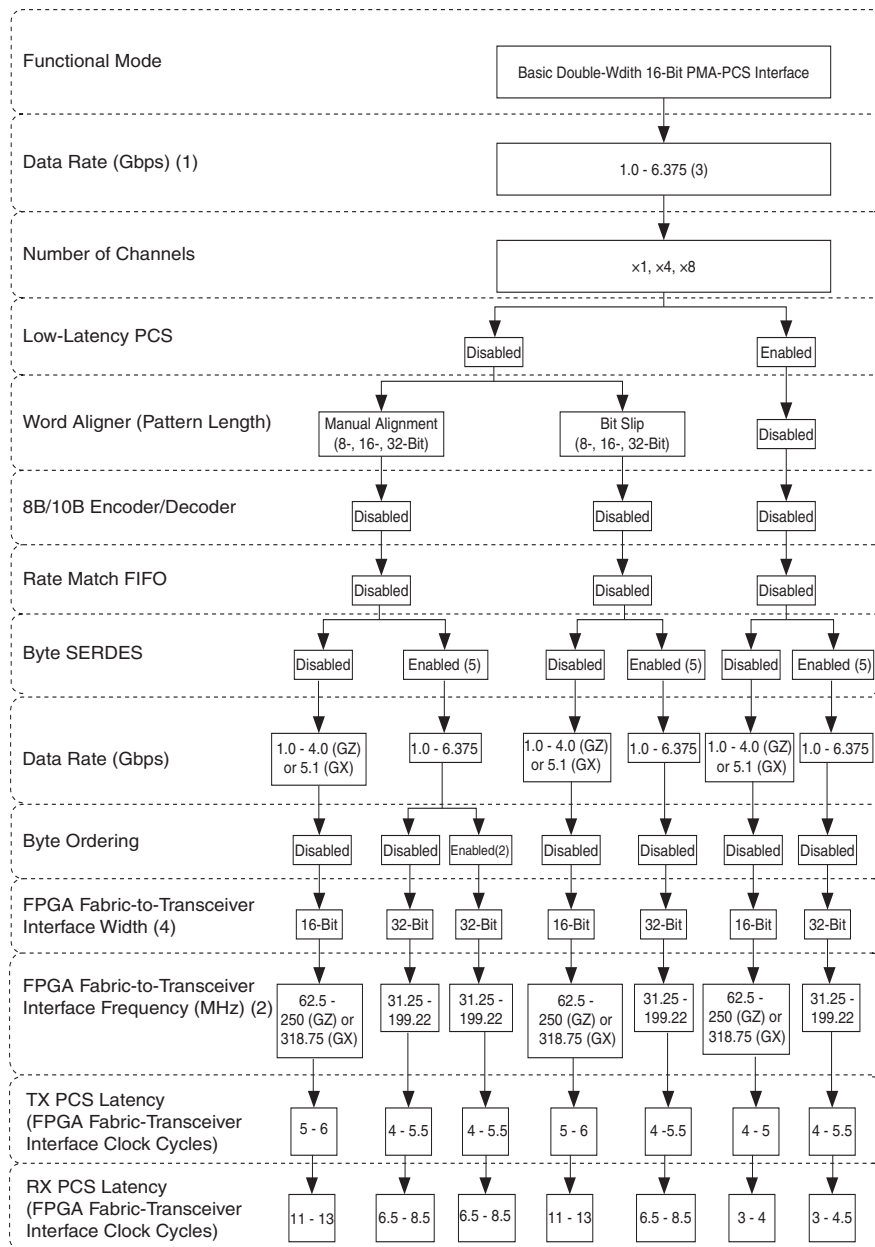 Functional Mode
Basic Double-Wdith 16-Bit PMA-PCS Interface
Data Rate (Gbps) (1)
1.0 - 6.375 (3)
Number of Channels
×1, ×4, ×8
Low-Latency PCS
Disabled
Enabled
Word Aligner (Pattern Length)
Manual Alignment
(8-, 16-, 32-Bit)
Bit Slip
(8-, 16-, 32-Bit)
Disabled
8B/10B Encoder/Decoder
Disabled
Disabled
Disabled
Rate Match FIFO
Disabled
Disabled
Disabled
Byte SERDES
Disabled
Enabled (5)
Disabled
Enabled (5)
Disabled
Enabled (5)
Data Rate (Gbps)
1.0 - 4.0 (GZ)
or 5.1 (GX)
1.0 - 6.375
1.0 - 4.0 (GZ)
or 5.1 (GX)
1.0 - 6.375
1.0 - 4.0 (GZ)
or 5.1 (GX)
1.0 - 6.375
Byte Ordering
Disabled
Disabled
Enabled(2)
Disabled
Disabled
Disabled
Disabled
FPGA Fabric-to-Transceiver
Interface Width (4)
16-Bit
32-Bit
32-Bit
16-Bit
32-Bit
16-Bit
32-Bit
FPGA Fabric-to-Transceiver
Interface Frequency (MHz) (2)
62.5 -
250 (GZ) or
318.75 (GX)
31.25 -
199.22
31.25 -
199.22
62.5 -
250 (GZ) or
318.75 (GX)
31.25 -
199.22
62.5 -
250 (GZ) or
318.75 (GX)
31.25 -
199.22
TX PCS Latency
(FPGA Fabric-Transceiver
Interface Clock Cycles)
5 - 6
4 - 5.5
4 - 5.5
5 - 6
4 -5.5
4 - 5
4 - 5.5
RX PCS Latency
(FPGA Fabric-Transceiver
Interface Clock Cycles)
11 - 13
6.5 - 8.5
6.5 - 8.5
11 - 13
6.5 - 8.5
3 - 4
3 - 4.5